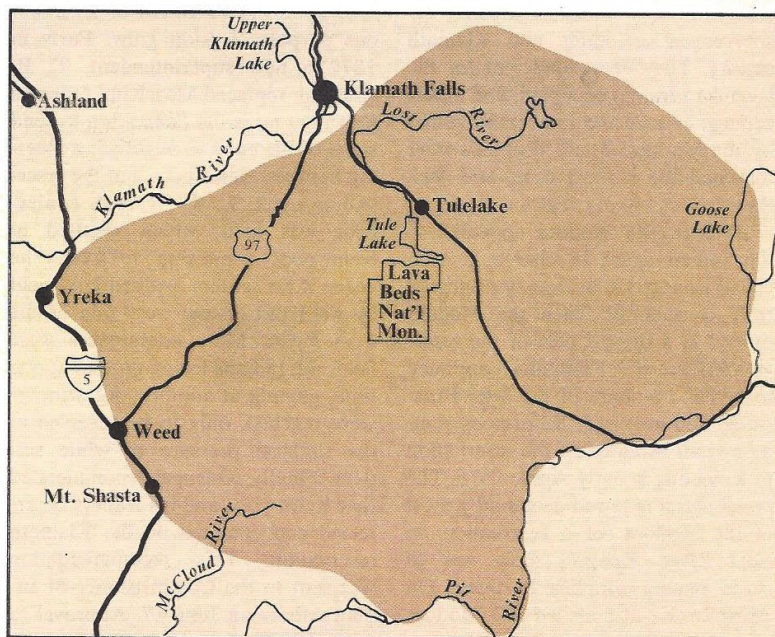 Upper
Klamath
Lake
Ashland
Klamath Falls
Lost
River
Klamath
River
Tulelake
Goose
Lake
Tule
Lake
97
Lava
Beds
Nat'l
Mon.
Yreka
5
Weed
Mt. Shasta
McCloud
River
Pit
River